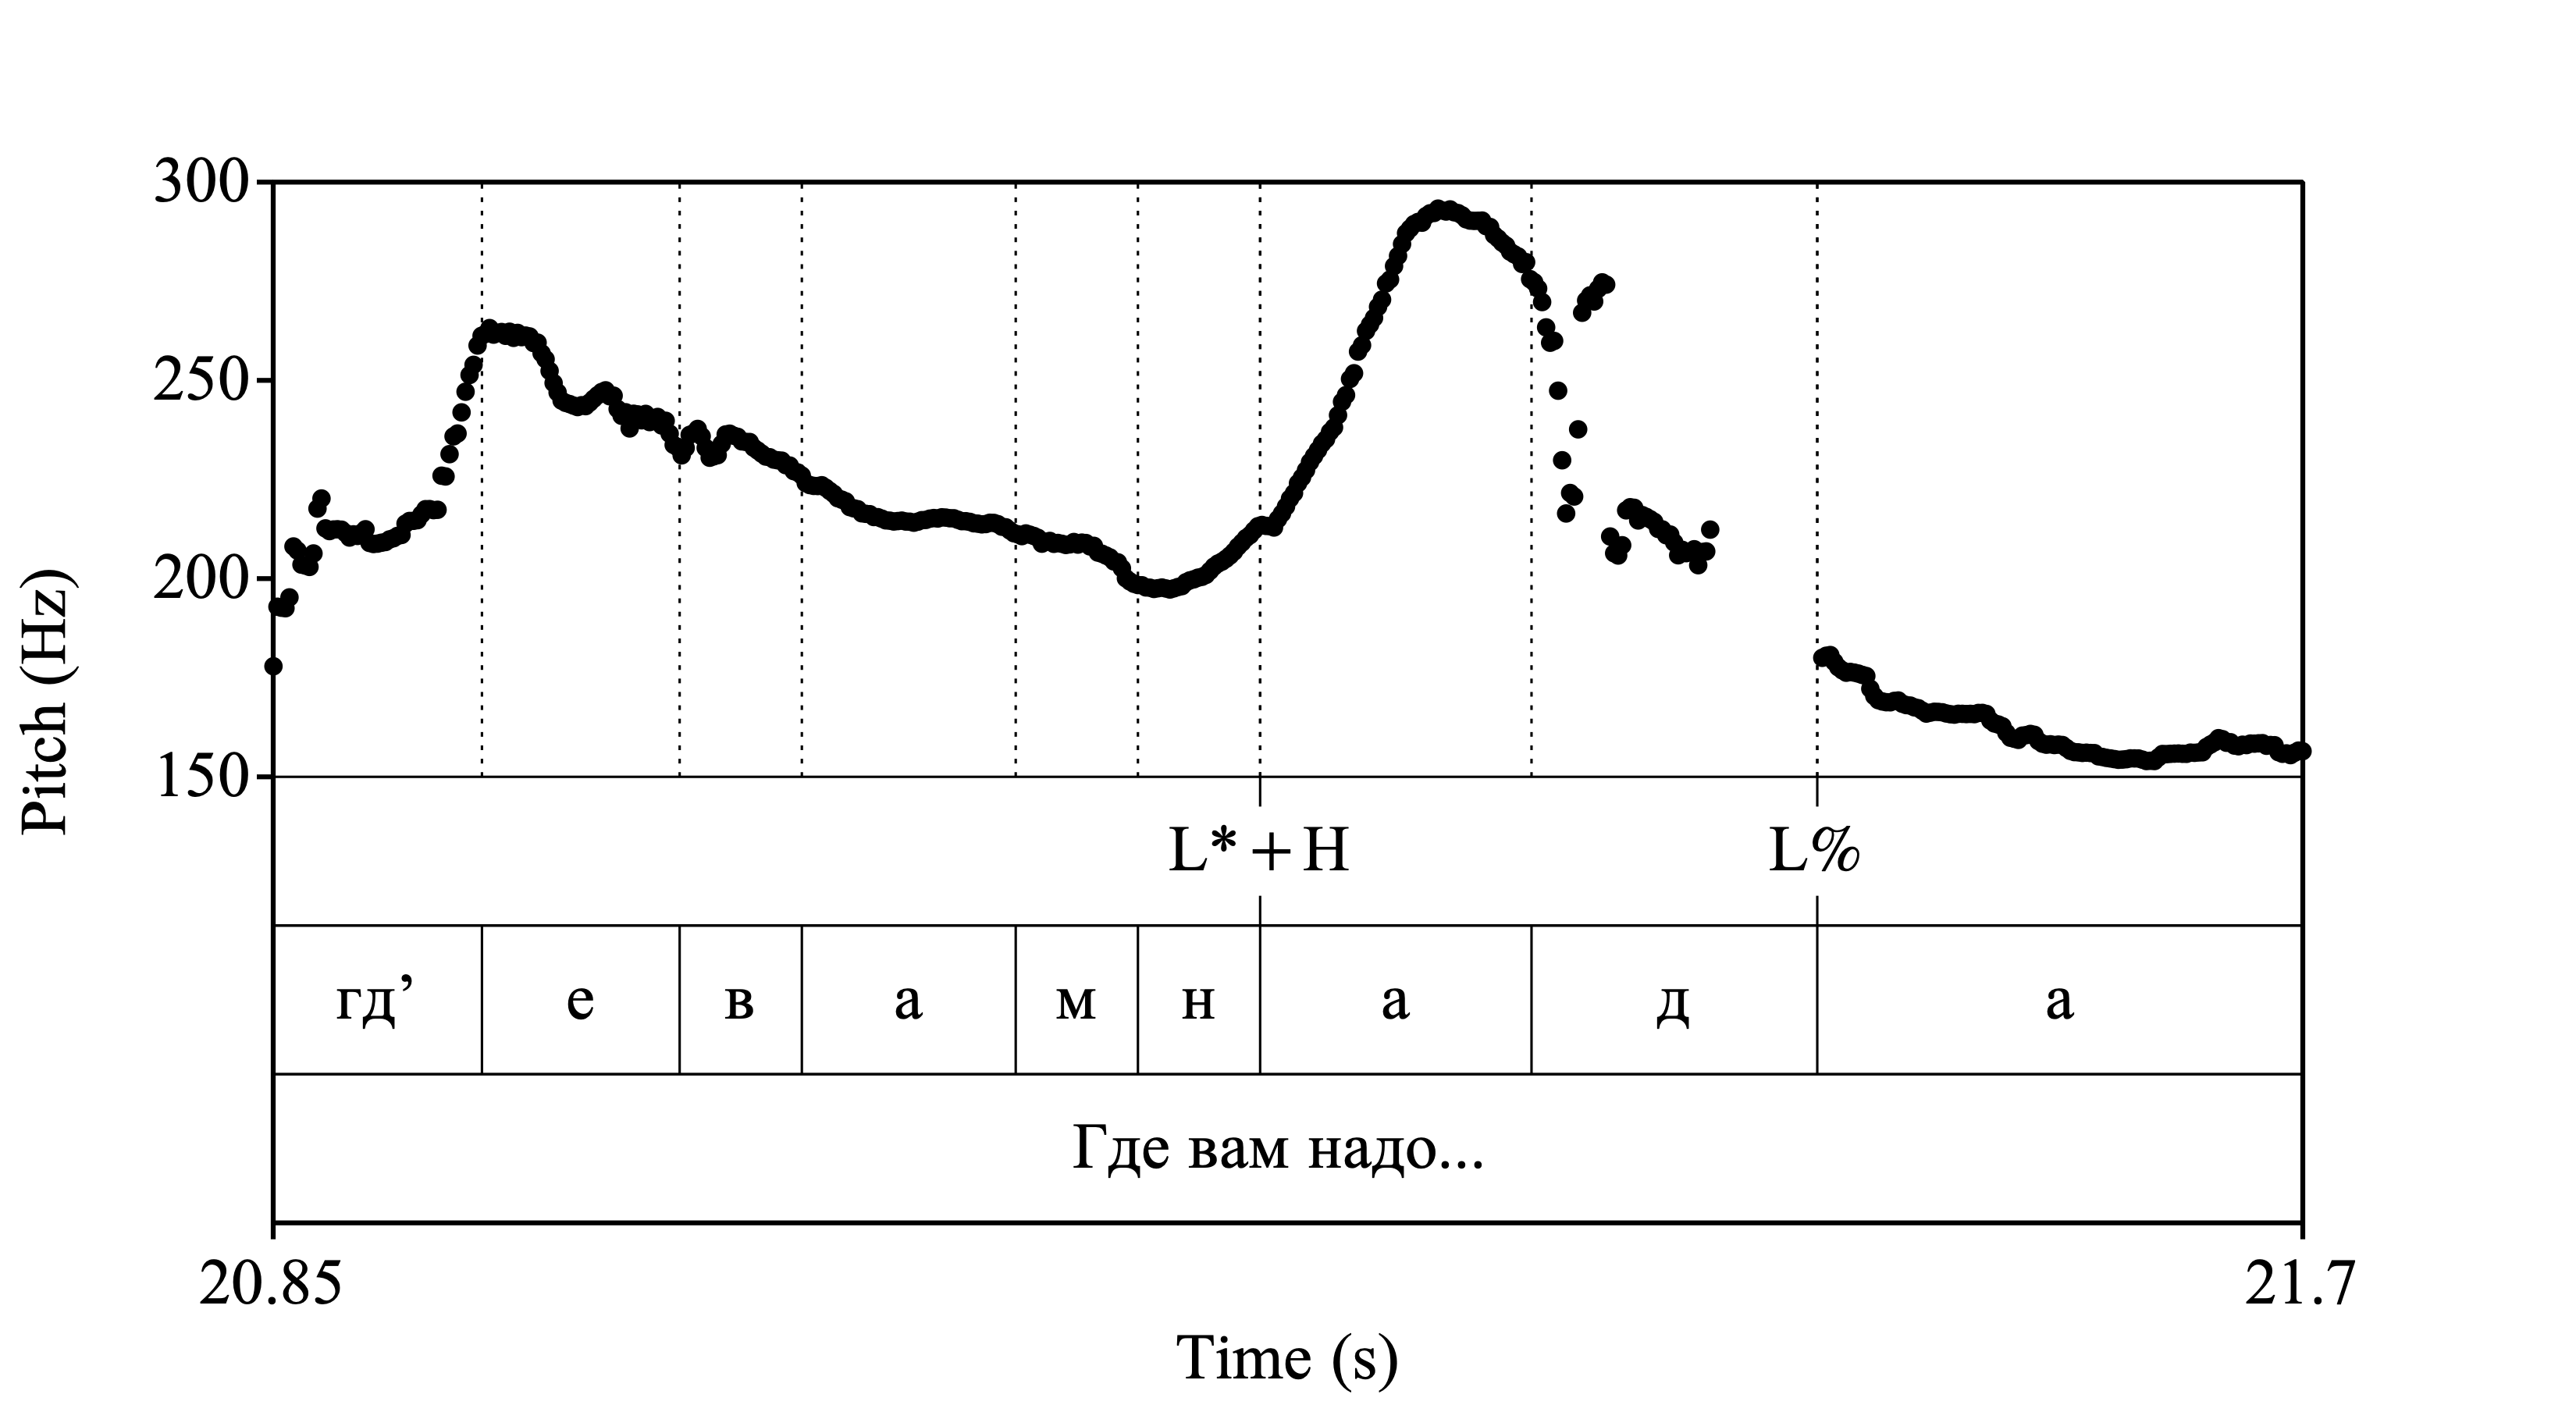 300
250
200
150
Pitch (Hz)
L*+H L%
гд’ е в а м н а д а
Где вам надо...
20.85 21.7
Time (s)